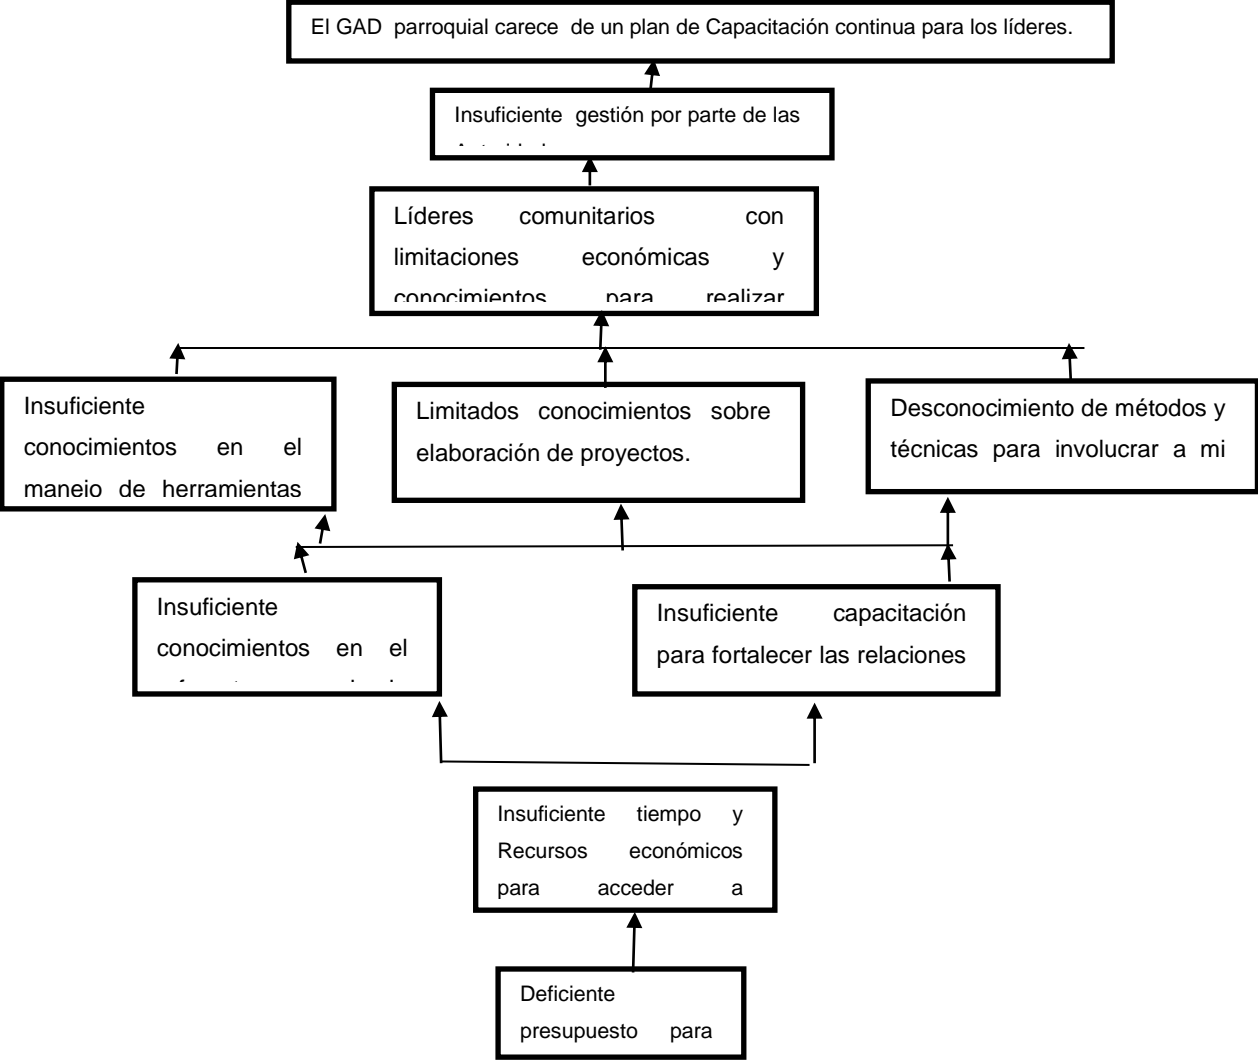 El GAD parroquial carece de un plan de Capacitación continua para los líderes.
Insuficiente gestión por parte de las
Líderes comunitarios con
limitaciones económicas y
conocimientos para realizar
Insuficiente
conocimientos en el
manejo de herramientas
Limitados conocimientos sobre
elaboración de proyectos.
Desconocimiento de métodos y
técnicas para involucrar a mi
Insuficiente
conocimientos en el
Insuficiente capacitación
para fortalecer las relaciones
Insuficiente tiempo y
Recursos económicos
para acceder a
Deficiente
presupuesto para